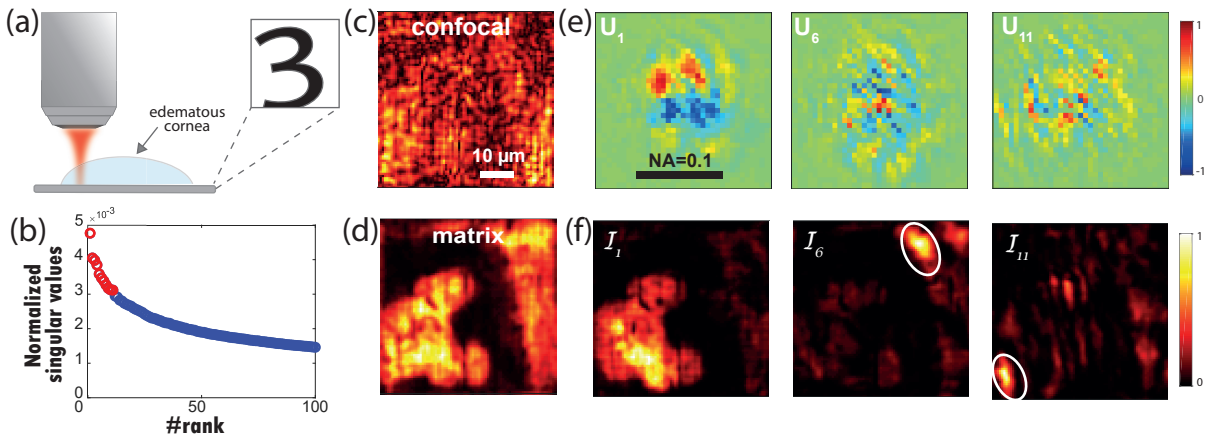 (a)
3
edematous
cornea
(b)
× 10⁻³
5
4
3
2
1
0
0
50
100
Normalized
singular values
#rank
(c)
confocal
10 µm
(d)
matrix
(e)
U₁
NA=0.1
U₆
U₁₁
1
0
-1
(f)
I₁
I₆
I₁₁
1
0